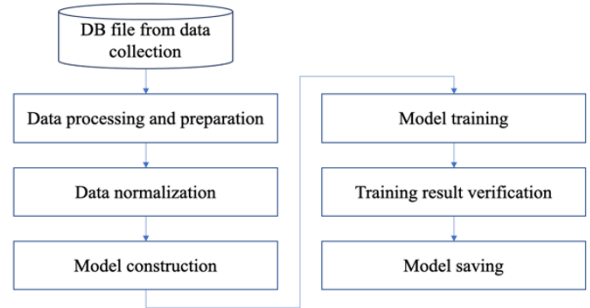 DB file from data
collection
Data processing and preparation
Data normalization
Model construction
Model training
Training result verification
Model saving